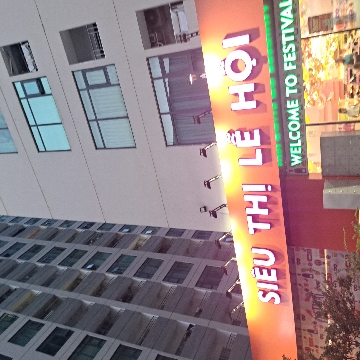 SIÊU THỊ LỄ HỘI
WELCOME TO FESTIVAL